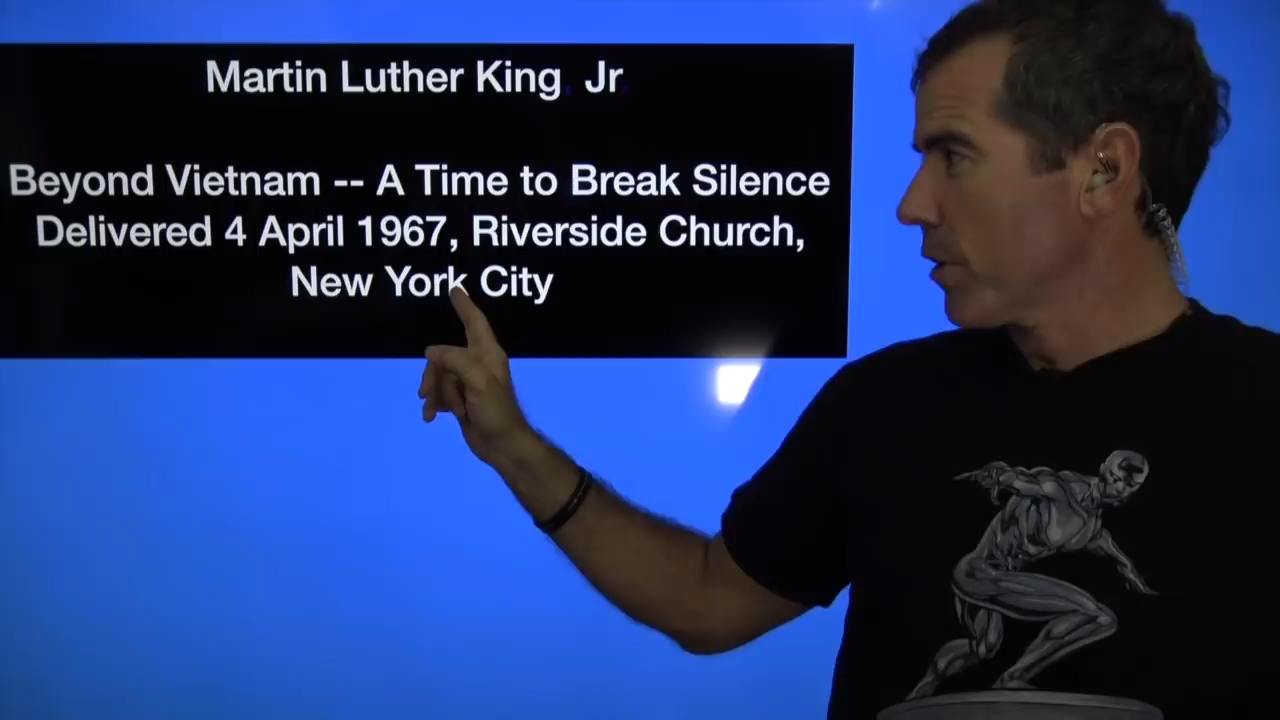 Martin Luther King, Jr.
Beyond Vietnam -- A Time to Break Silence
Delivered 4 April 1967, Riverside Church,
New York City